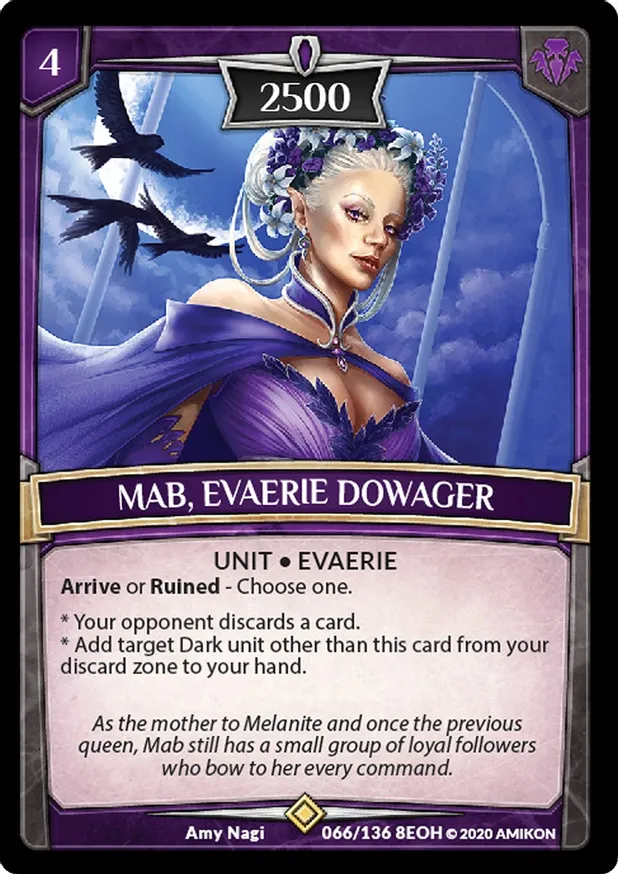 4
2500
MAB, EVAERIE DOWAGER
UNIT • EVAERIE
Arrive or Ruined - Choose one.
* Your opponent discards a card.
* Add target Dark unit other than this card from your
discard zone to your hand.
As the mother to Melanite and once the previous
queen, Mab still has a small group of loyal followers
who bow to her every command.
Amy Nagi 066/136 8EOH © 2020 AMIKON